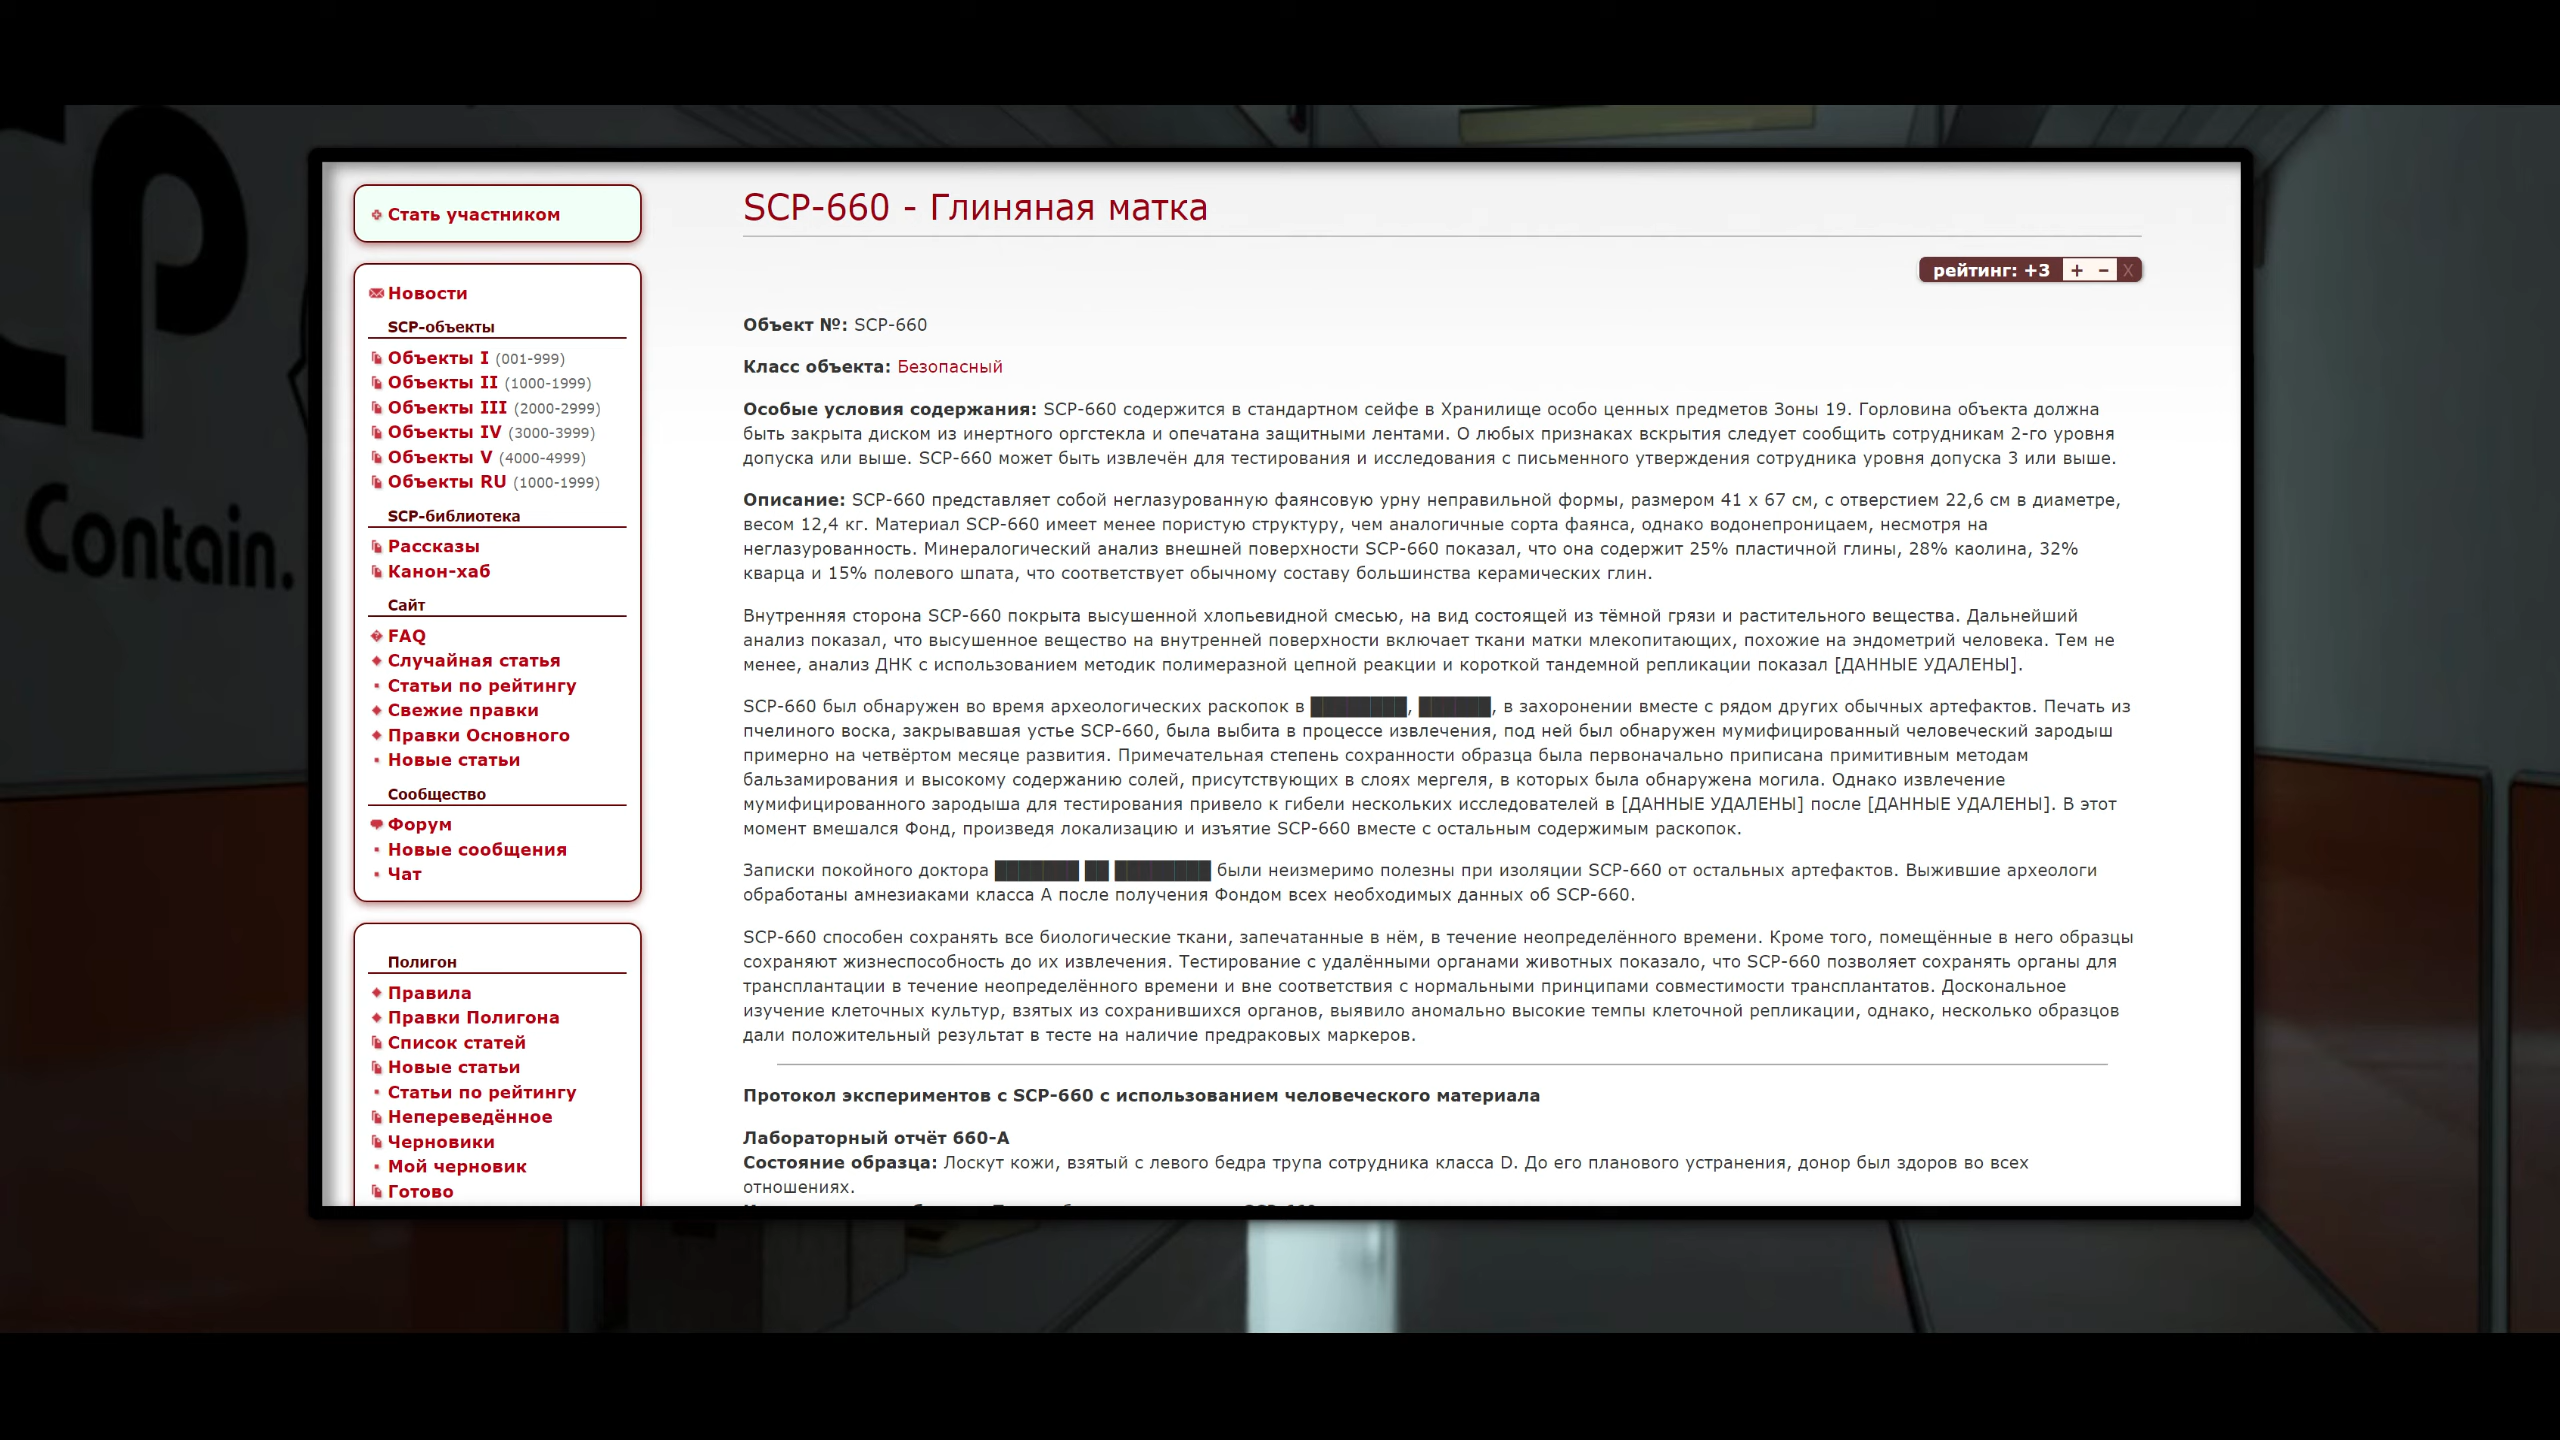 Contain.
Стать участником
Новости
SCP-объекты
Объекты I (001-999)
Объекты II (1000-1999)
Объекты III (2000-2999)
Объекты IV (3000-3999)
Объекты V (4000-4999)
Объекты RU (1000-1999)
SCP-библиотека
Рассказы
Канон-хаб
Сайт
FAQ
Случайная статья
Статьи по рейтингу
Свежие правки
Правки Основного
Новые статьи
Сообщество
Форум
Новые сообщения
Чат
Полигон
Правила
Правки Полигона
Список статей
Новые статьи
Статьи по рейтингу
Непереведённое
Черновики
Мой черновик
Готово
SCP-660 - Глиняная матка
рейтинг: +3 + − X
Объект №: SCP-660
Класс объекта: Безопасный
Особые условия содержания: SCP-660 содержится в стандартном сейфе в Хранилище особо ценных предметов Зоны 19. Горловина объекта должна
быть закрыта диском из инертного оргстекла и опечатана защитными лентами. О любых признаках вскрытия следует сообщить сотрудникам 2-го уровня
допуска или выше. SCP-660 может быть извлечён для тестирования и исследования с письменного утверждения сотрудника уровня допуска 3 или выше.
Описание: SCP-660 представляет собой неглазурованную фаянсовую урну неправильной формы, размером 41 x 67 см, с отверстием 22,6 см в диаметре,
весом 12,4 кг. Материал SCP-660 имеет менее пористую структуру, чем аналогичные сорта фаянса, однако водонепроницаем, несмотря на
неглазурованность. Минералогический анализ внешней поверхности SCP-660 показал, что она содержит 25% пластичной глины, 28% каолина, 32%
кварца и 15% полевого шпата, что соответствует обычному составу большинства керамических глин.
Внутренняя сторона SCP-660 покрыта высушенной хлопьевидной смесью, на вид состоящей из тёмной грязи и растительного вещества. Дальнейший
анализ показал, что высушенное вещество на внутренней поверхности включает ткани матки млекопитающих, похожие на эндометрий человека. Тем не
менее, анализ ДНК с использованием методик полимеразной цепной реакции и короткой тандемной репликации показал [ДАННЫЕ УДАЛЕНЫ].
SCP-660 был обнаружен во время археологических раскопок в ████████, ██████, в захоронении вместе с рядом других обычных артефактов. Печать из
пчелиного воска, закрывавшая устье SCP-660, была выбита в процессе извлечения, под ней был обнаружен мумифицированный человеческий зародыш
примерно на четвёртом месяце развития. Примечательная степень сохранности образца была первоначально приписана примитивным методам
бальзамирования и высокому содержанию солей, присутствующих в слоях мергеля, в которых была обнаружена могила. Однако извлечение
мумифицированного зародыша для тестирования привело к гибели нескольких исследователей в [ДАННЫЕ УДАЛЕНЫ] после [ДАННЫЕ УДАЛЕНЫ]. В этот
момент вмешался Фонд, произведя локализацию и изъятие SCP-660 вместе с остальным содержимым раскопок.
Записки покойного доктора ███████ ██ ████████ были неизмеримо полезны при изоляции SCP-660 от остальных артефактов. Выжившие археологи
обработаны амнезиаками класса А после получения Фондом всех необходимых данных об SCP-660.
SCP-660 способен сохранять все биологические ткани, запечатанные в нём, в течение неопределённого времени. Кроме того, помещённые в него образцы
сохраняют жизнеспособность до их извлечения. Тестирование с удалёнными органами животных показало, что SCP-660 позволяет сохранять органы для
трансплантации в течение неопределённого времени и вне соответствия с нормальными принципами совместимости трансплантатов. Доскональное
изучение клеточных культур, взятых из сохранившихся органов, выявило аномально высокие темпы клеточной репликации, однако, несколько образцов
дали положительный результат в тесте на наличие предраковых маркеров.
Протокол экспериментов с SCP-660 с использованием человеческого материала
Лабораторный отчёт 660-А
Состояние образца: Лоскут кожи, взятый с левого бедра трупа сотрудника класса D. До его планового устранения, донор был здоров во всех
отношениях.